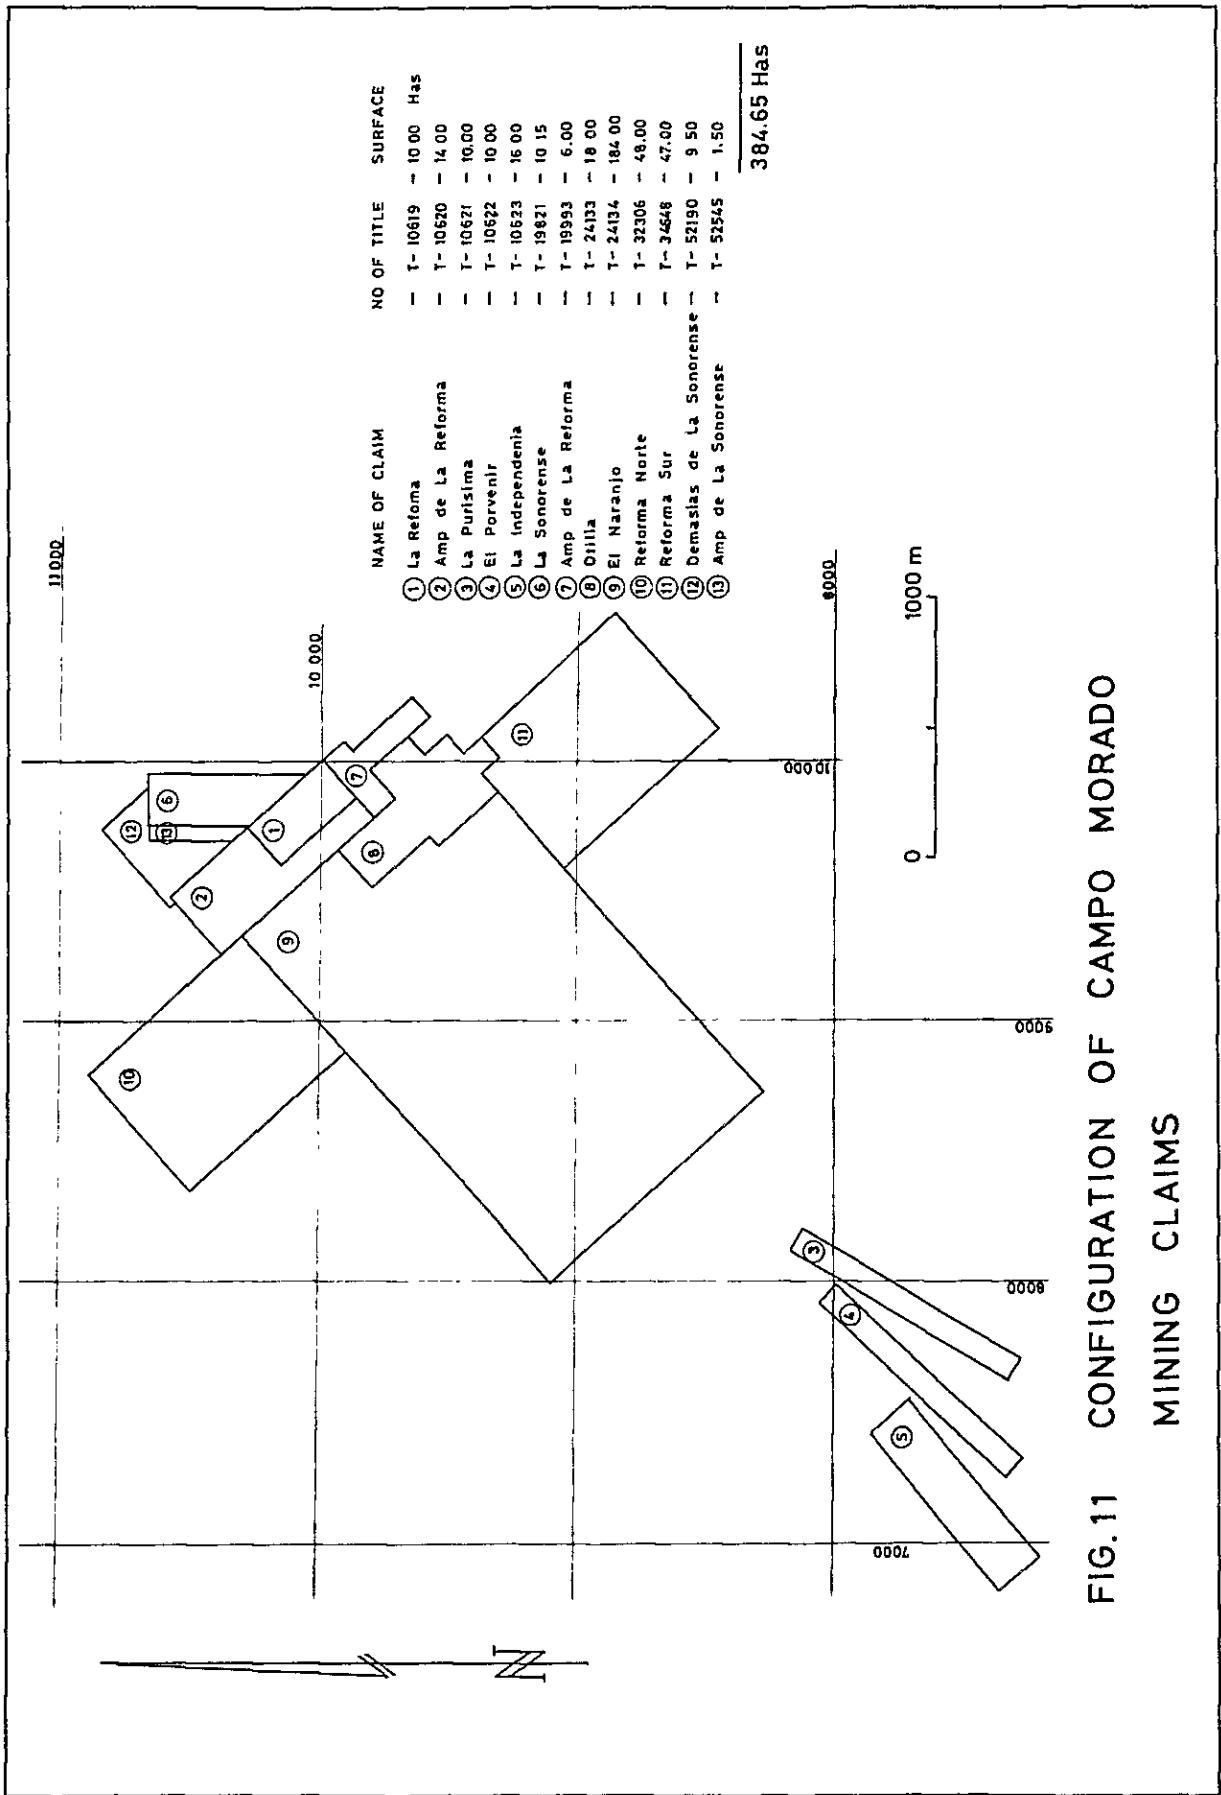 11000
10 000
8000
10000
9000
8000
7000
N
12
6
13
1
2
7
8
9
10
11
3
4
5
NAME OF CLAIM NO OF TITLE SURFACE
1 La Refoma — T-10619 — 10 00 Has
2 Amp de La Reforma — T-10620 — 14 00
3 La Purisima — T-10621 — 10.00
4 El Porvenir — T-10622 — 10 00
5 La Independenia — T-10623 — 16 00
6 La Sonorense — T-19821 — 10 15
7 Amp de La Reforma — T-19993 — 6.00
8 Otilla — T-24133 — 18 00
9 El Naranjo — T-24134 — 184 00
10 Reforma Norte — T-32306 — 48.00
11 Reforma Sur — T-34648 — 47.00
12 Demasias de La Sonorense — T-52190 — 9 50
13 Amp de La Sonorense — T-52545 — 1.50
384.65 Has
0 1000 m
FIG. 11 CONFIGURATION OF CAMPO MORADO
MINING CLAIMS